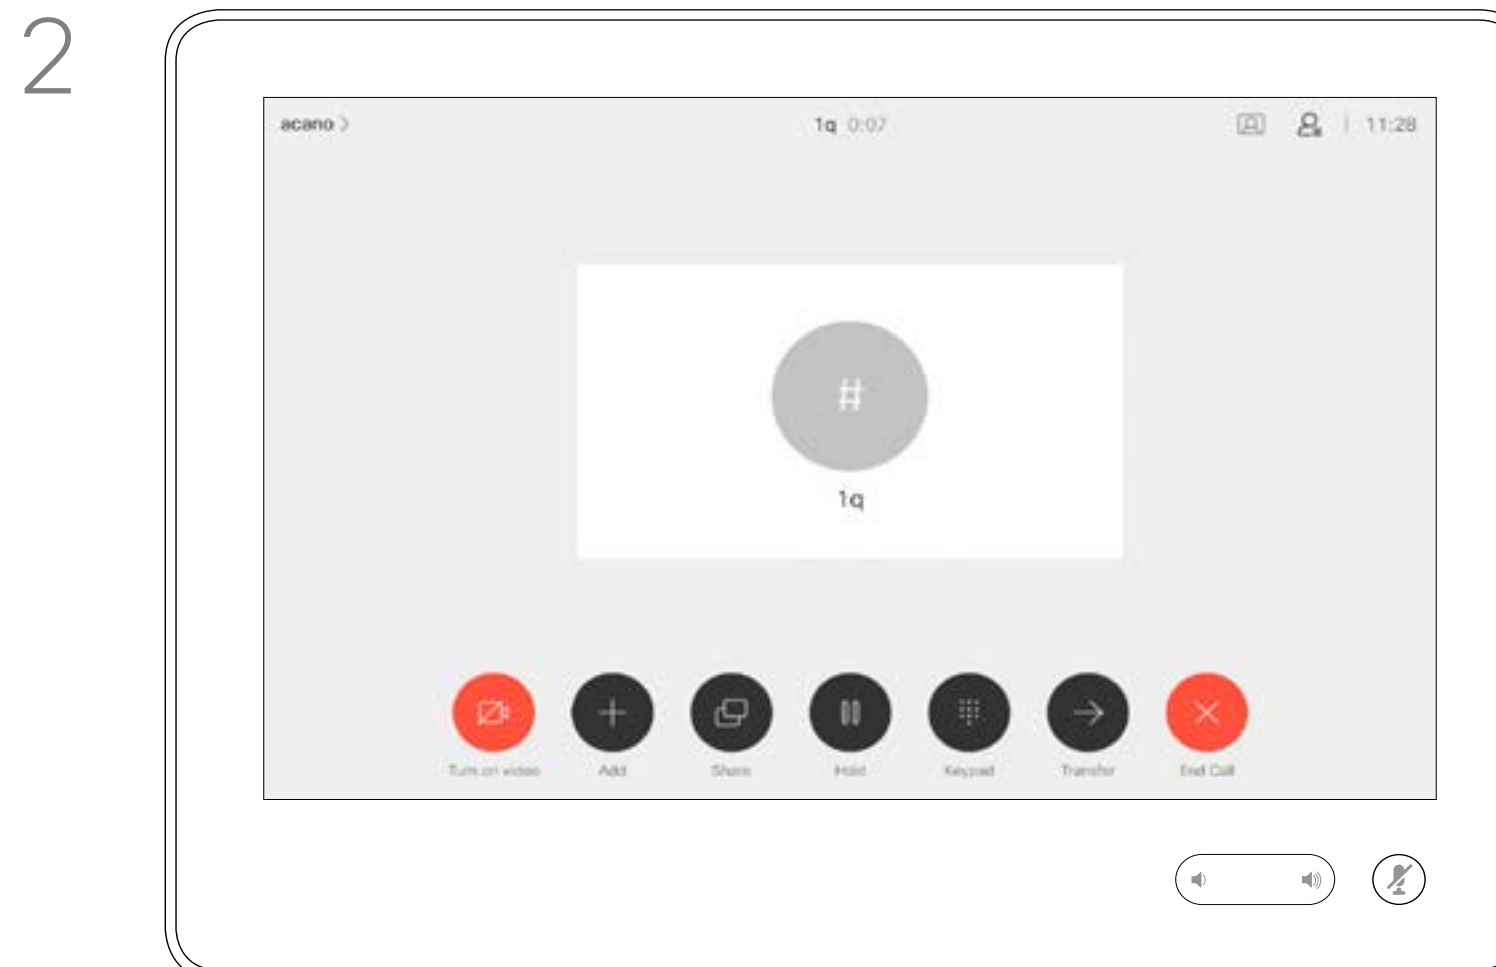 2
acano >
1q 0:07
11:28
#
1q
Turn on video
Add
Share
Hold
Keypad
Transfer
End Call